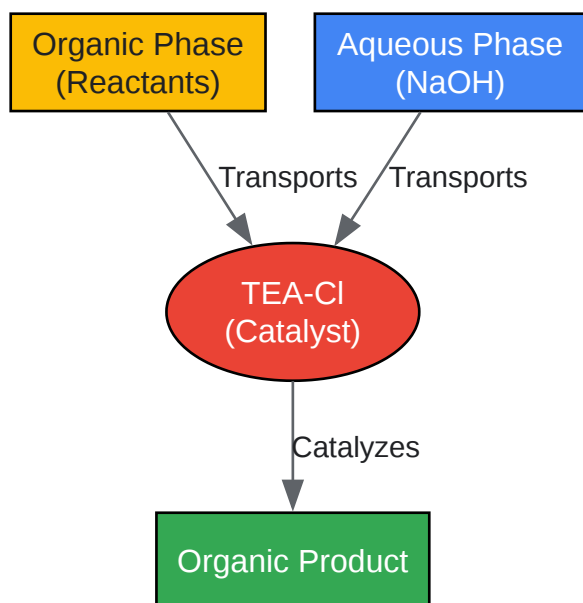 Organic Phase
(Reactants)
Aqueous Phase
(NaOH)
Transports
Transports
TEA-Cl
(Catalyst)
Catalyzes
Organic Product